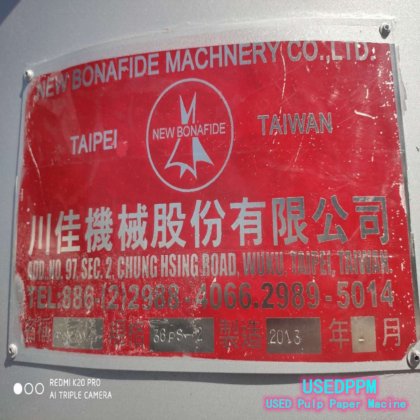 NEW BONAFIDE MACHINERY CO.,LTD.
TAIPEI
NEW BONAFIDE
TAIWAN
川佳機械股份有限公司
ADD.NO. 97. SEC. 2. CHUNG HSING ROAD, WUKU, TAIPEI, TAIWAN.
TEL:886-(2)2988-4066.2989-5014
製造 2013 年 月
REDMI K20 PRO
AI TRIPLE CAMERA
USEDPPM
USED Pulp Paper Macine